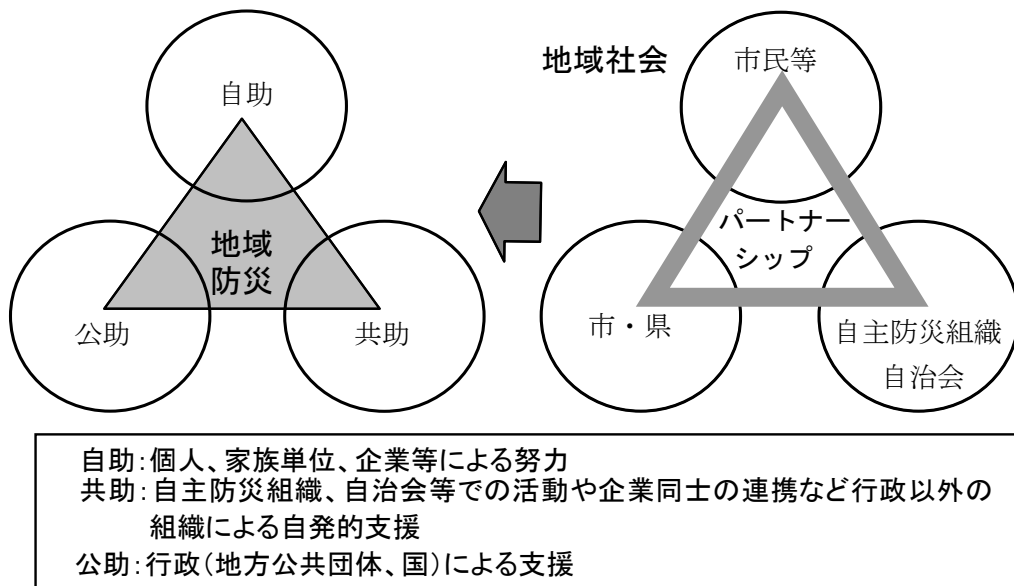 自助
地域
防災
公助
共助
地域社会
市民等
パートナー
シップ
市・県
自主防災組織
自治会
自助：個人、家族単位、企業等による努力
共助：自主防災組織、自治会等での活動や企業同士の連携など行政以外の
組織による自発的支援
公助：行政（地方公共団体、国）による支援